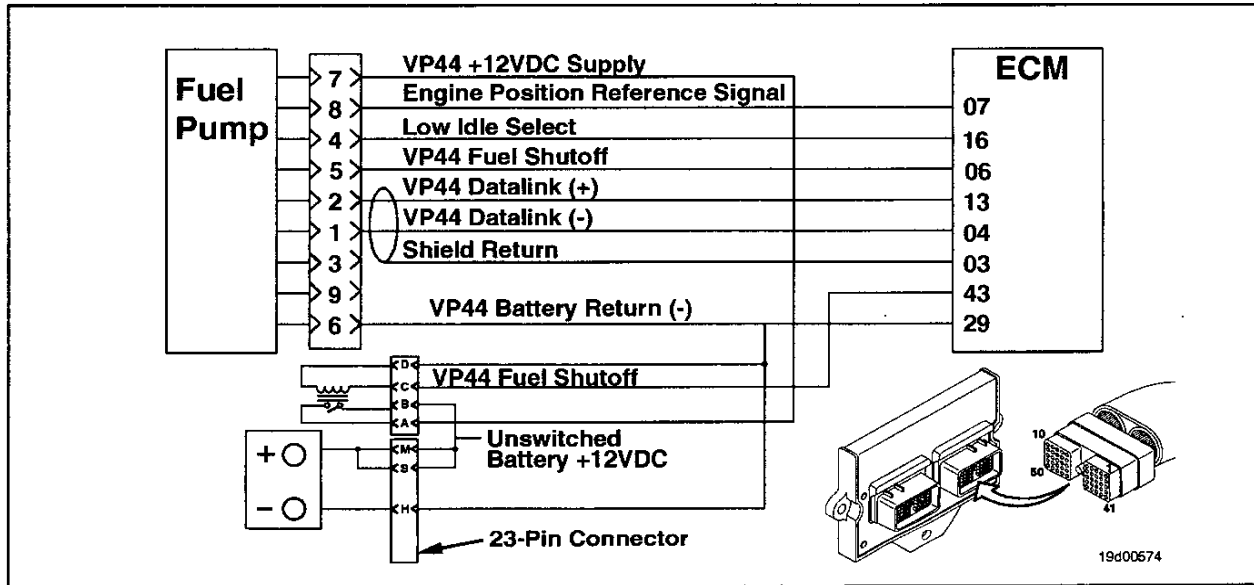 Fuel
Pump
7
8
4
5
2
1
3
9
6
VP44 +12VDC Supply
Engine Position Reference Signal
Low Idle Select
VP44 Fuel Shutoff
VP44 Datalink (+)
VP44 Datalink (-)
Shield Return
VP44 Battery Return (-)
ECM
07
16
06
13
04
03
43
29
D
C
B
A
VP44 Fuel Shutoff
Unswitched
Battery +12VDC
+
-
M
S
H
23-Pin Connector
10
50
1
41
19d00574